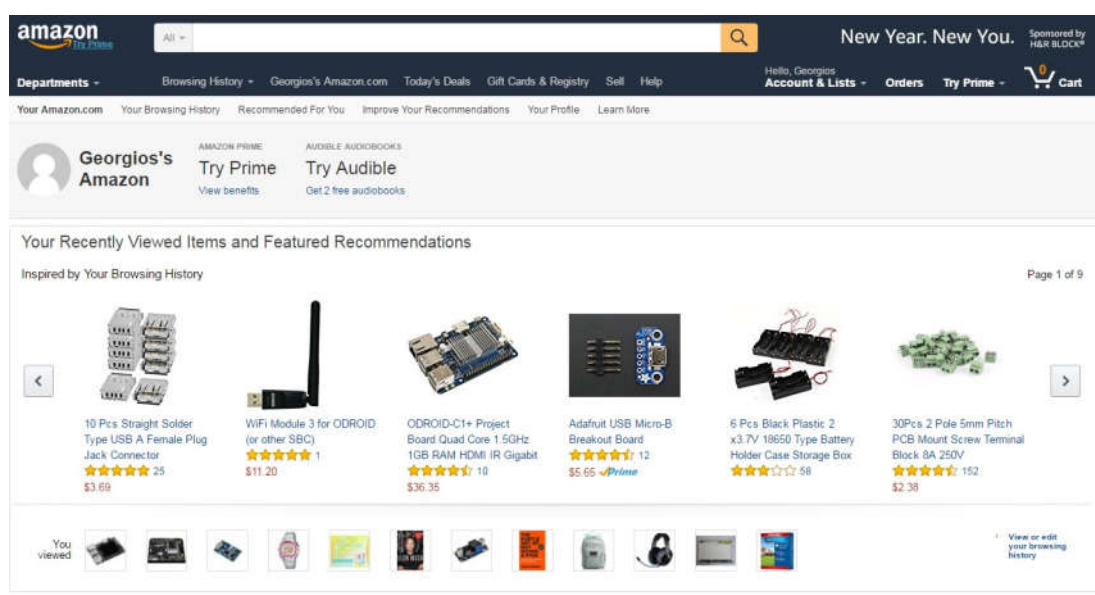 amazon
Try Prime
All
New Year. New You.
Sponsored by
H&R BLOCK®
Departments
Browsing History
Georgios's Amazon.com
Today's Deals
Gift Cards & Registry
Sell
Help
Hello, Georgios
Account & Lists
Orders
Try Prime
0
Cart
Your Amazon.com
Your Browsing History
Recommended For You
Improve Your Recommendations
Your Profile
Learn More
Georgios's
Amazon
AMAZON PRIME
Try Prime
View benefits
AUDIBLE AUDIOBOOKS
Try Audible
Get 2 free audiobooks
Your Recently Viewed Items and Featured Recommendations
Inspired by Your Browsing History
Page 1 of 9
10 Pcs Straight Solder
Type USB A Female Plug
Jack Connector
25
$3.69
WiFi Module 3 for ODROID
(or other SBC)
1
$11.20
ODROID-C1+ Project
Board Quad Core 1.5GHz
1GB RAM HDMI IR Gigabit
10
$36.35
Adafruit USB Micro-B
Breakout Board
12
$5.65 Prime
6 Pcs Black Plastic 2
x3.7V 18650 Type Battery
Holder Case Storage Box
58
30Pcs 2 Pole 5mm Pitch
PCB Mount Screw Terminal
Block 8A 250V
152
$2.38
You
viewed
View or edit
your browsing
history